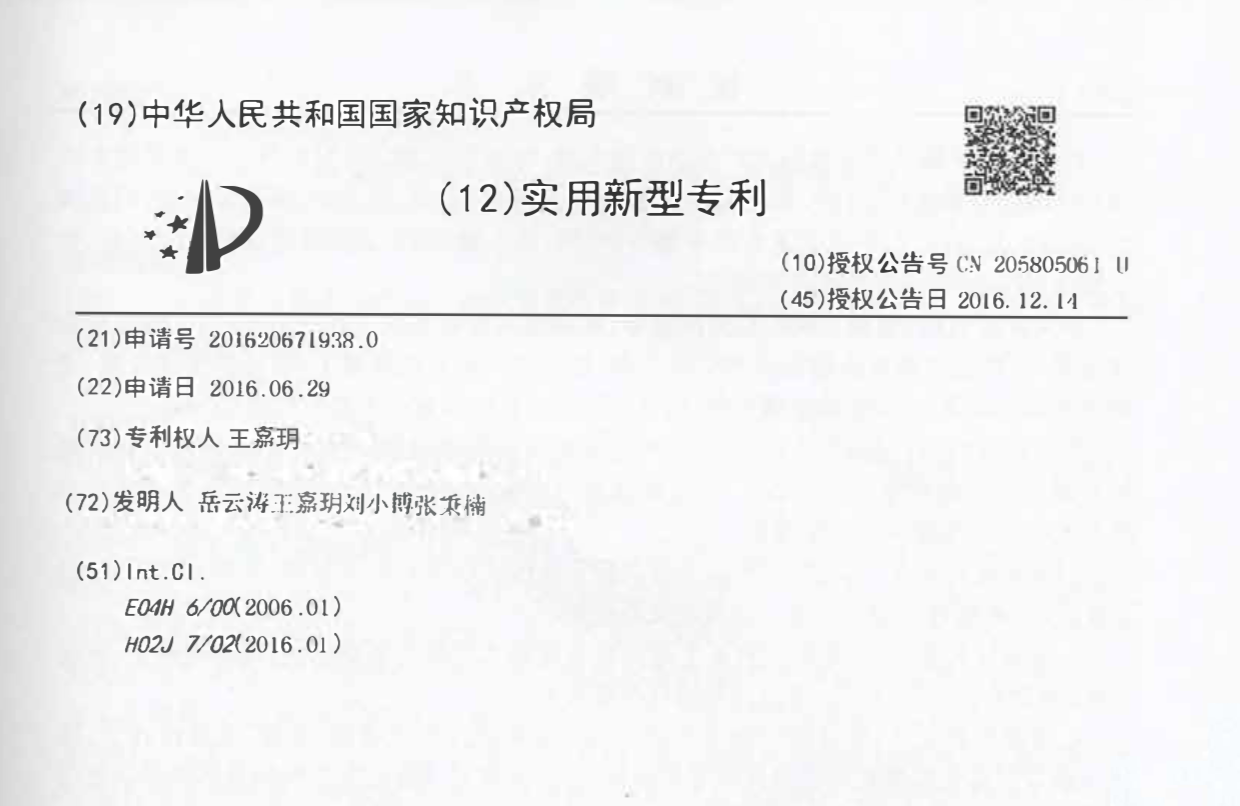 (19)中华人民共和国国家知识产权局
(12)实用新型专利
(10)授权公告号 CN 205805061 U
(45)授权公告日 2016.12.14
(21)申请号 201620671938.0
(22)申请日 2016.06.29
(73)专利权人 王嘉玥
(72)发明人 岳云涛王嘉玥刘小博张秉楠
(51)Int.Cl.
E04H 6/00(2006.01)
H02J 7/02(2016.01)